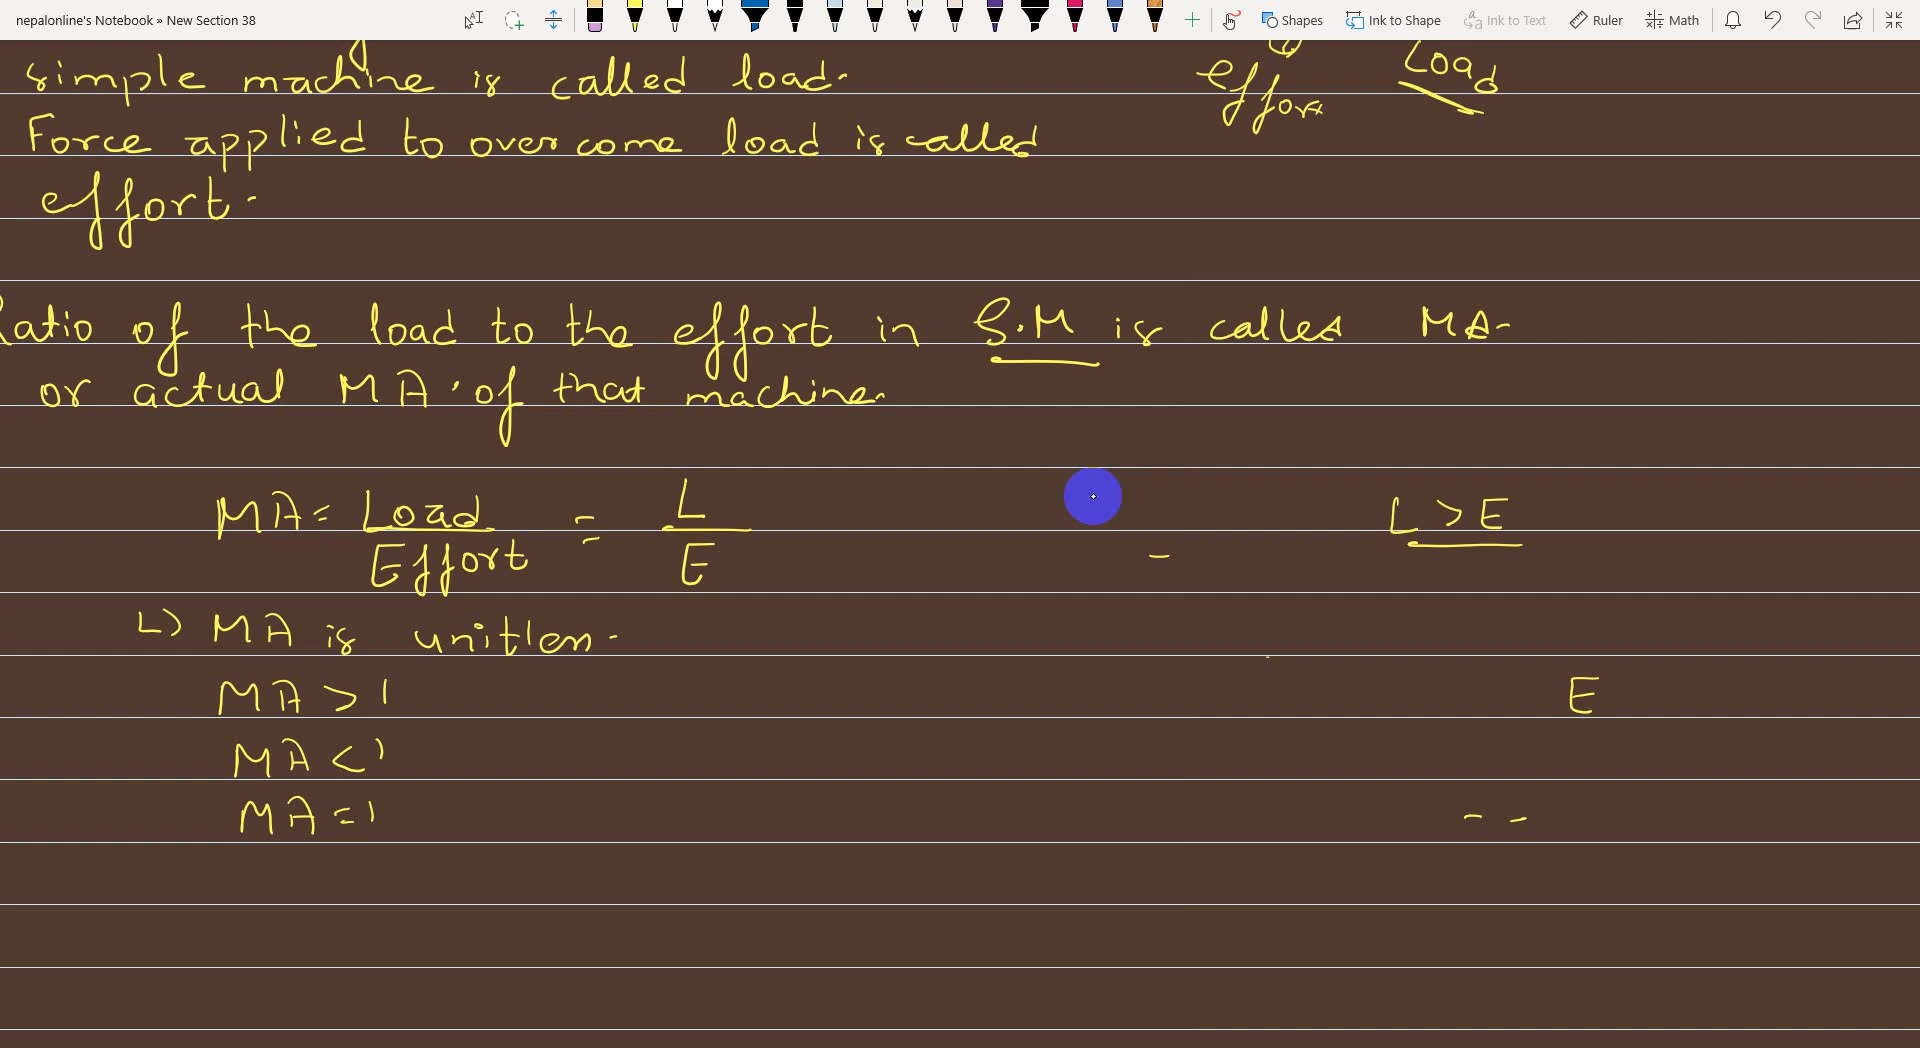 nepalonline's Notebook » New Section 38
Shapes Ink to Shape Ink to Text Ruler Math
simple machine is called load.
effort Load
Force applied to overcome load is called
effort.
Ratio of the load to the effort in S.M is called MA.
or actual MA of that machine.
MA = Load/Effort = L/E
L > E
MA is unitless.
MA > 1
E
MA < 1
MA = 1